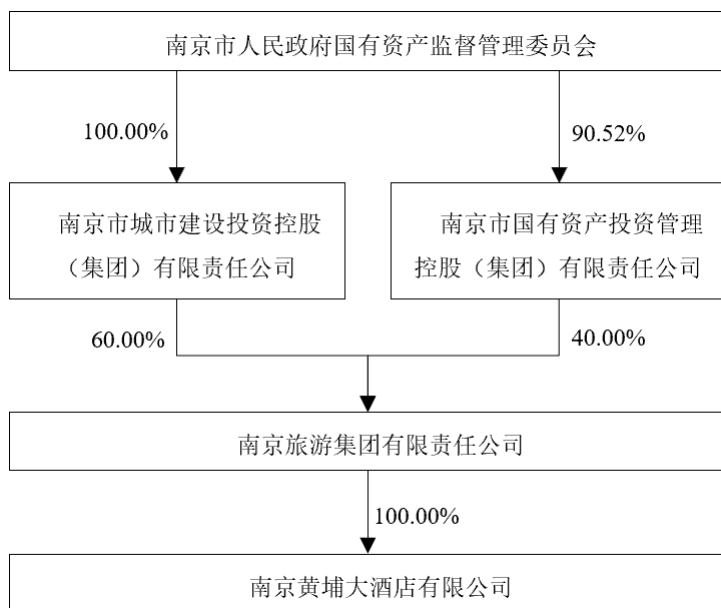 南京市人民政府国有资产监督管理委员会
100.00%
90.52%
南京市城市建设投资控股
（集团）有限责任公司
南京市国有资产投资管理
控股（集团）有限责任公司
60.00%
40.00%
南京旅游集团有限责任公司
100.00%
南京黄埔大酒店有限公司